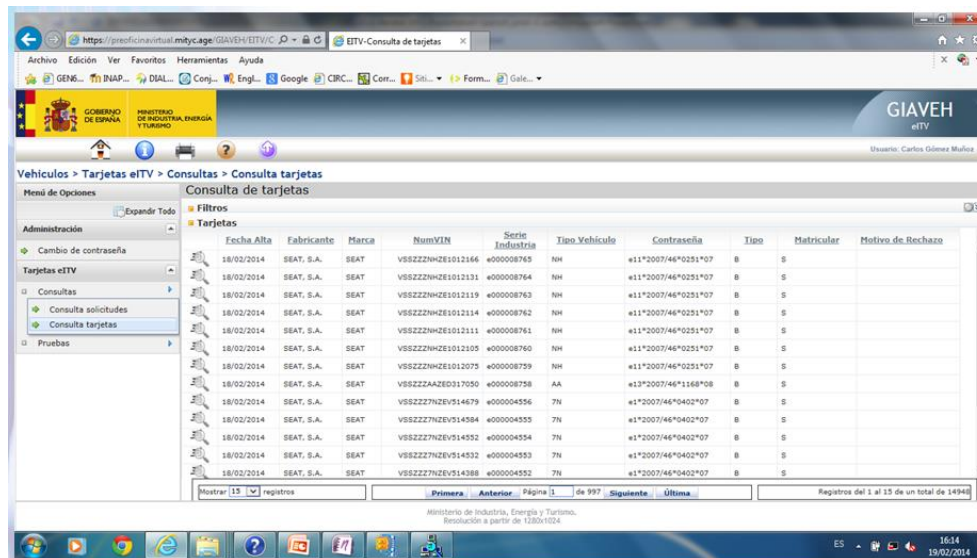 https://preoficinavirtual.mityc.age/GIAVEH/EITV/C
EITV-Consulta de tarjetas
Archivo Edición Ver Favoritos Herramientas Ayuda
GEN6... INAP... DIAL... Conj... Engl... Google CIRC... Corr... Siti... Form... Gale...
GOBIERNO DE ESPAÑA
MINISTERIO DE INDUSTRIA, ENERGÍA Y TURISMO
GIAVEH
eITV
Usuario: Carlos Gómez Muñoz
Vehículos > Tarjetas eITV > Consultas > Consulta tarjetas
Menú de Opciones
Expandir Todo
Administración
Cambio de contraseña
Tarjetas eITV
Consultas
Consulta solicitudes
Consulta tarjetas
Pruebas
Consulta de tarjetas
Filtros
Tarjetas
Fecha Alta Fabricante Marca NumVIN Serie Industria Tipo Vehículo Contraseña Tipo Matricular Motivo de Rechazo
18/02/2014 SEAT, S.A. SEAT VSSZZZNHZE1012166 e000008765 NH e11*2007/46*0251*07 B S
18/02/2014 SEAT, S.A. SEAT VSSZZZNHZE1012131 e000008764 NH e11*2007/46*0251*07 B S
18/02/2014 SEAT, S.A. SEAT VSSZZZNHZE1012119 e000008763 NH e11*2007/46*0251*07 B S
18/02/2014 SEAT, S.A. SEAT VSSZZZNHZE1012114 e000008762 NH e11*2007/46*0251*07 B S
18/02/2014 SEAT, S.A. SEAT VSSZZZNHZE1012111 e000008761 NH e11*2007/46*0251*07 B S
18/02/2014 SEAT, S.A. SEAT VSSZZZNHZE1012105 e000008760 NH e11*2007/46*0251*07 B S
18/02/2014 SEAT, S.A. SEAT VSSZZZNHZE1012075 e000008759 NH e11*2007/46*0251*07 B S
18/02/2014 SEAT, S.A. SEAT VSSZZZAAZED317050 e000008758 AA e13*2007/46*1168*08 B S
18/02/2014 SEAT, S.A. SEAT VSSZZZ7NZEV514679 e000004556 7N e1*2007/46*0402*07 B S
18/02/2014 SEAT, S.A. SEAT VSSZZZ7NZEV514584 e000004555 7N e1*2007/46*0402*07 B S
18/02/2014 SEAT, S.A. SEAT VSSZZZ7NZEV514552 e000004554 7N e1*2007/46*0402*07 B S
18/02/2014 SEAT, S.A. SEAT VSSZZZ7NZEV514532 e000004553 7N e1*2007/46*0402*07 B S
18/02/2014 SEAT, S.A. SEAT VSSZZZ7NZEV514388 e000004552 7N e1*2007/46*0402*07 B S
Mostrar 15 registros Primera Anterior Página 1 de 997 Siguiente Última Registros del 1 al 15 de un total de 14948
Ministerio de Industria, Energía y Turismo.
Resolución a partir de 1280x1024
ES 16:14
19/02/2014